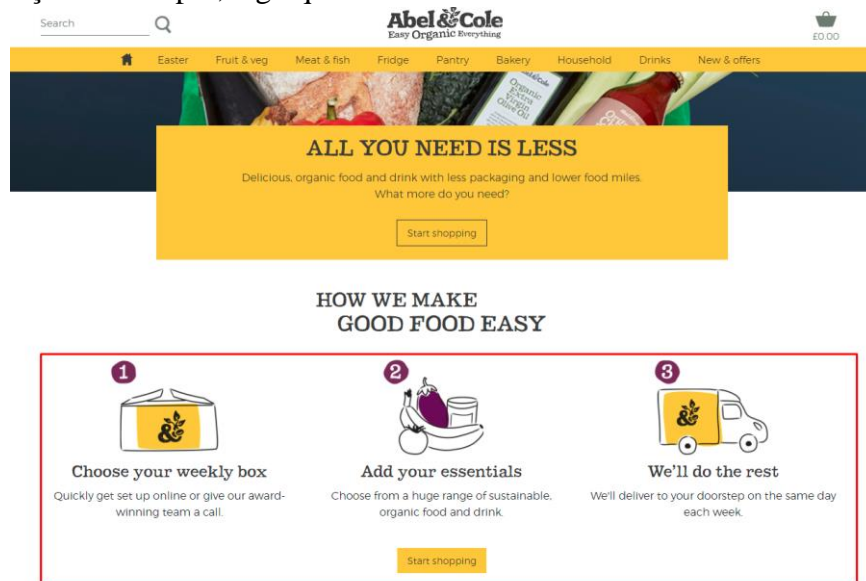 Search
Abel & Cole
Easy Organic Everything
£0.00
Easter Fruit & veg Meat & fish Fridge Pantry Bakery Household Drinks New & offers
Organic
Extra
Virgin
Olive Oil
ALL YOU NEED IS LESS
Delicious, organic food and drink with less packaging and lower food miles.
What more do you need?
Start shopping
HOW WE MAKE
GOOD FOOD EASY
1
2
3
&
&
Choose your weekly box
Add your essentials
We'll do the rest
Quickly get set up online or give our award-
winning team a call.
Choose from a huge range of sustainable,
organic food and drink.
We'll deliver to your doorstep on the same day
each week.
Start shopping